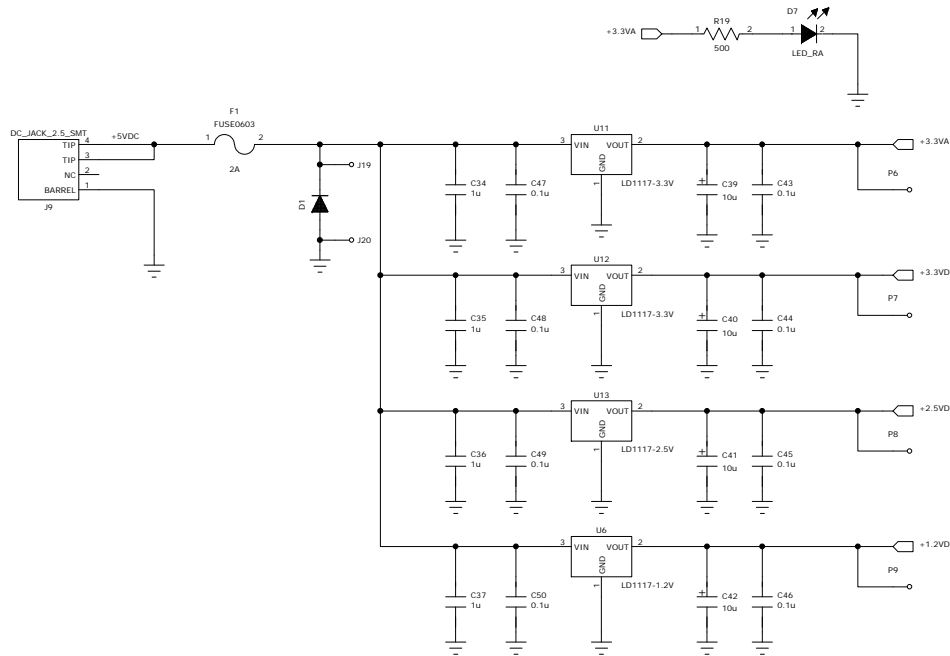 D7
R19
+3.3VA
1
2
1
2
500
LED_RA
DC_JACK_2.5_SMT
TIP
4
+5VDC
TIP
3
NC
2
BARREL
1
J9
F1
FUSE0603
1
2
2A
J19
D1
J20
U11
3
VIN
VOUT
2
GND
1
LD1117-3.3V
C34
1u
C47
0.1u
+
C39
10u
C43
0.1u
+3.3VA
P6
U12
3
VIN
VOUT
2
GND
1
LD1117-3.3V
C35
1u
C48
0.1u
+
C40
10u
C44
0.1u
+3.3VD
P7
U13
3
VIN
VOUT
2
GND
1
LD1117-2.5V
C36
1u
C49
0.1u
+
C41
10u
C45
0.1u
+2.5VD
P8
U6
3
VIN
VOUT
2
GND
1
LD1117-1.2V
C37
1u
C50
0.1u
+
C42
10u
C46
0.1u
+1.2VD
P9